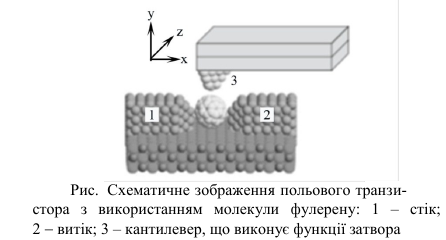 y
z
x
3
1
2
Рис. Схематичне зображення польового транзи-
стора з використанням молекули фулерену: 1 – стік;
2 – витік; 3 – кантилевер, що виконує функції затвора